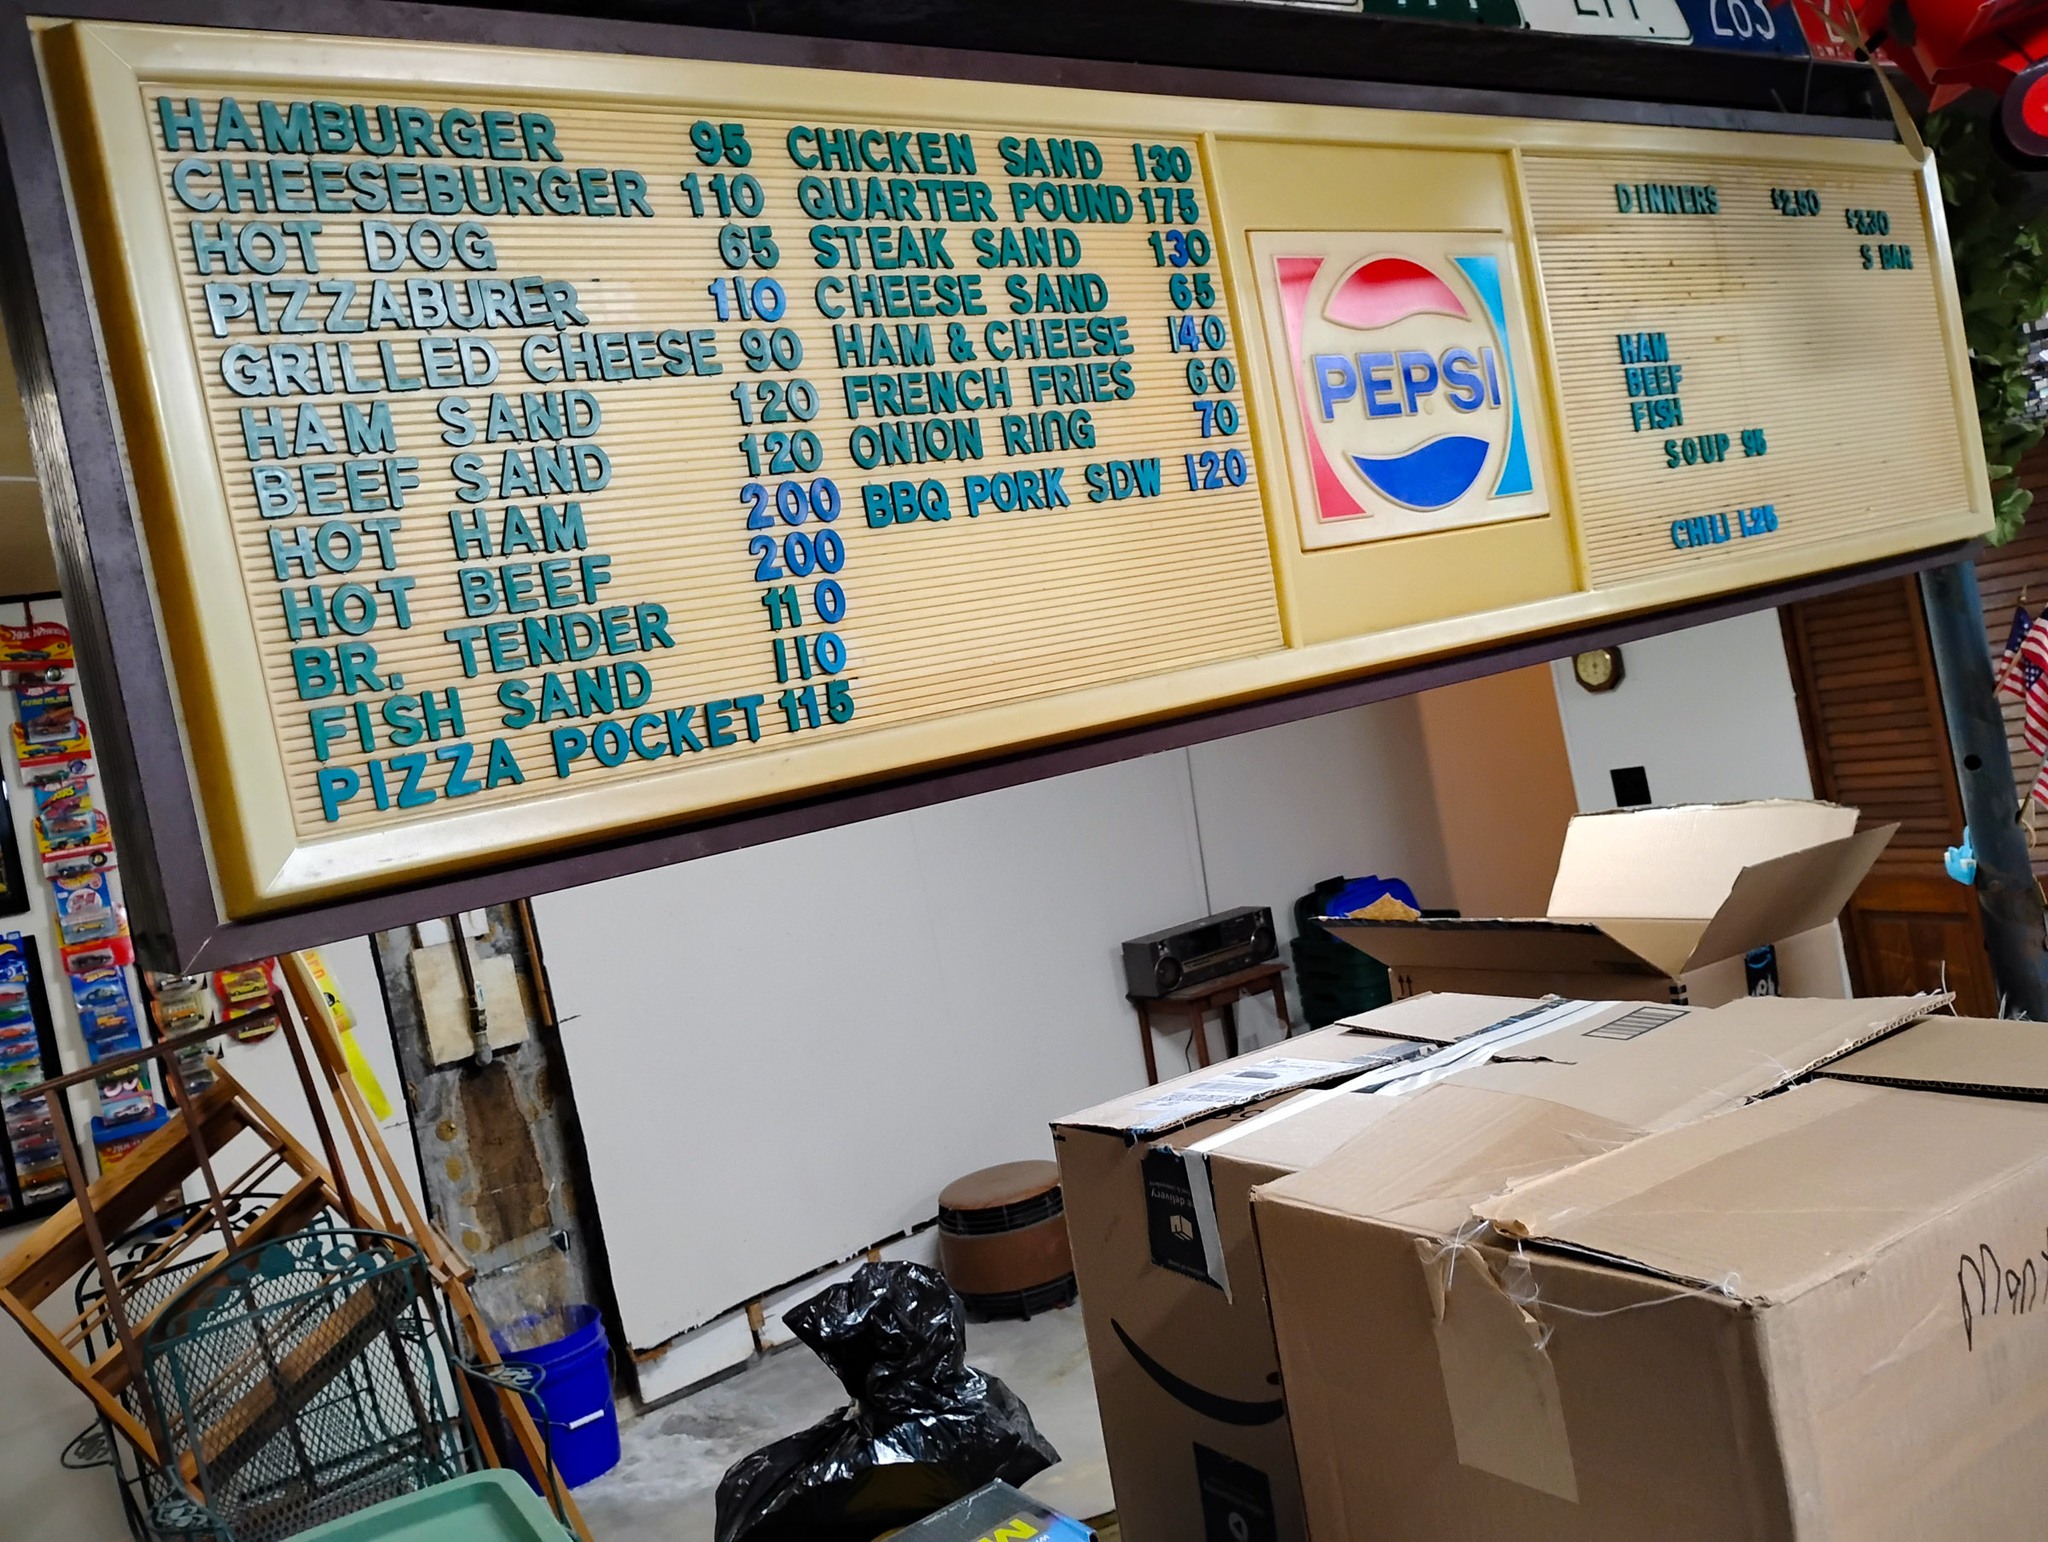 HAMBURGER 95
CHEESEBURGER 110
HOT DOG 65
PIZZABURER 110
GRILLED CHEESE 90
HAM SAND 120
BEEF SAND 120
HOT HAM 200
HOT BEEF 200
BR. TENDER 110
FISH SAND 110
PIZZA POCKET 115
CHICKEN SAND 130
QUARTER POUND 175
STEAK SAND 130
CHEESE SAND 65
HAM & CHEESE 140
FRENCH FRIES 60
ONION RING 70
BBQ PORK SDW 120
PEPSI
DINNERS $2.50
$3.30
S BAR
HAM
BEEF
FISH
SOUP 95
CHILI 1.25
263